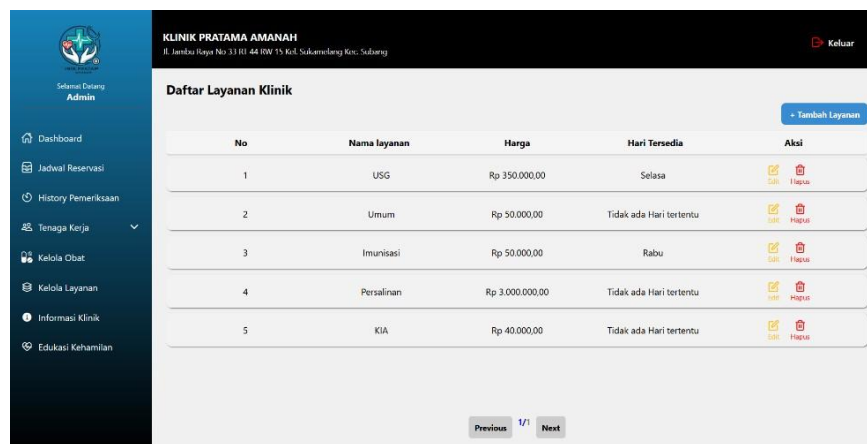 KLINIK PRATAMA AMANAH
Jl. Jambu Raya No 33 RT 44 RW 15 Kel. Sukamelang Kec. Subang
Keluar
Selamat Datang
Admin
Dashboard
Jadwal Reservasi
History Pemeriksaan
Tenaga Kerja
Kelola Obat
Kelola Layanan
Informasi Klinik
Edukasi Kehamilan
Daftar Layanan Klinik
+ Tambah Layanan
No Nama layanan Harga Hari Tersedia Aksi
1 USG Rp 350.000,00 Selasa Edit Hapus
2 Umum Rp 50.000,00 Tidak ada Hari tertentu Edit Hapus
3 Imunisasi Rp 50.000,00 Rabu Edit Hapus
4 Persalinan Rp 3.000.000,00 Tidak ada Hari tertentu Edit Hapus
5 KIA Rp 40.000,00 Tidak ada Hari tertentu Edit Hapus
Previous 1/1 Next